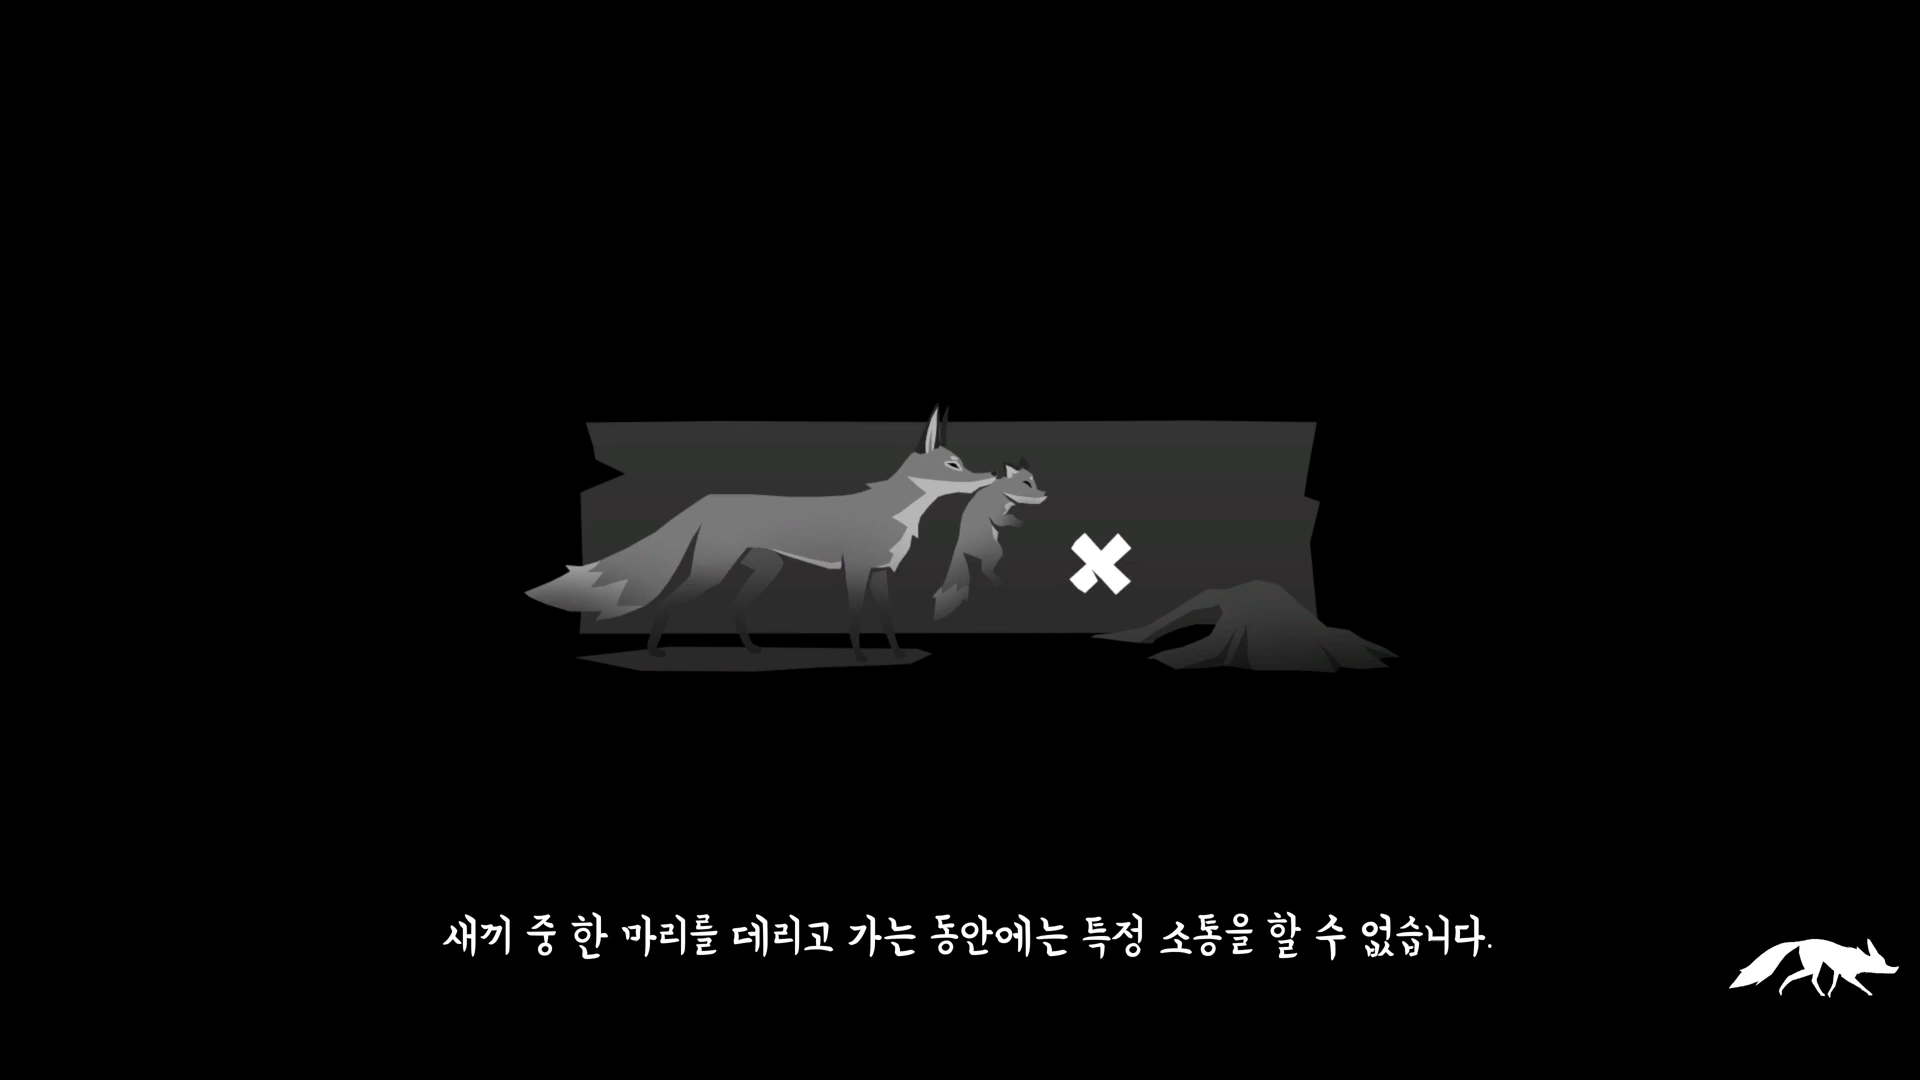 새끼 중 한 마리를 데리고 가는 동안에는 특정 소통을 할 수 없습니다.